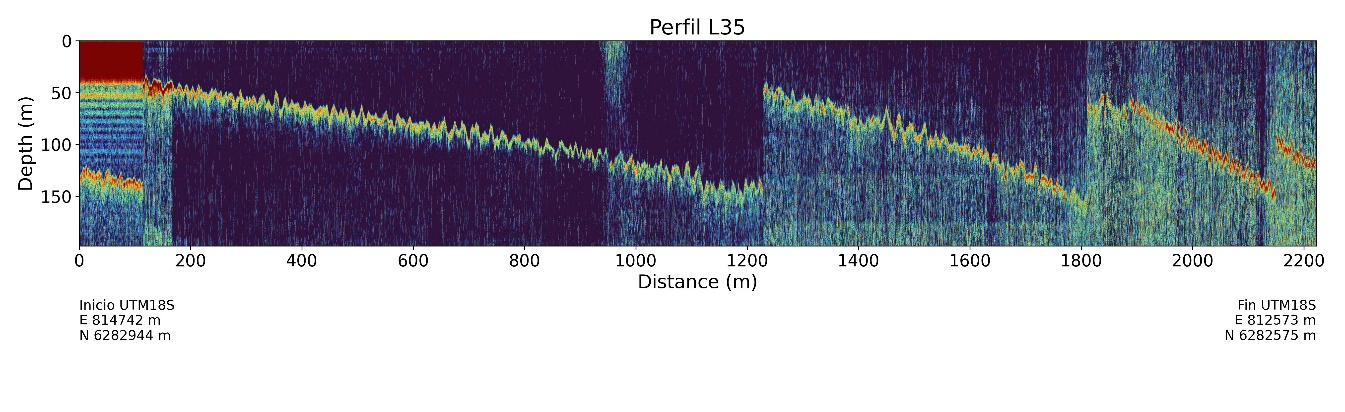 Perfil L35
0
50
100
150
Depth (m)
0 200 400 600 800 1000 1200 1400 1600 1800 2000 2200
Distance (m)
Inicio UTM18S
E 814742 m
N 6282944 m
Fin UTM18S
E 812573 m
N 6282575 m